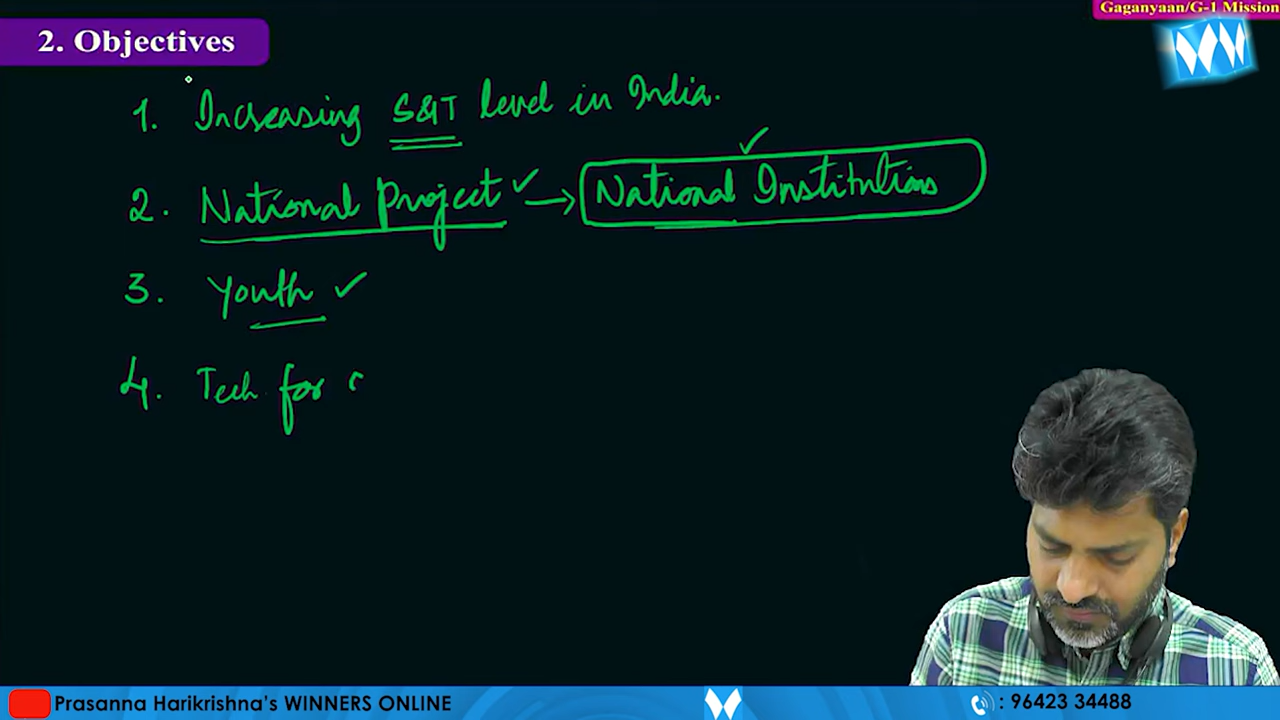 Gaganyaan/G-1 Mission
2. Objectives
1. Increasing S&T level in India.
2. National Project ✓ → National Institutions ✓
3. Youth ✓
4. Tech for
Prasanna Harikrishna's WINNERS ONLINE
: 96423 34488